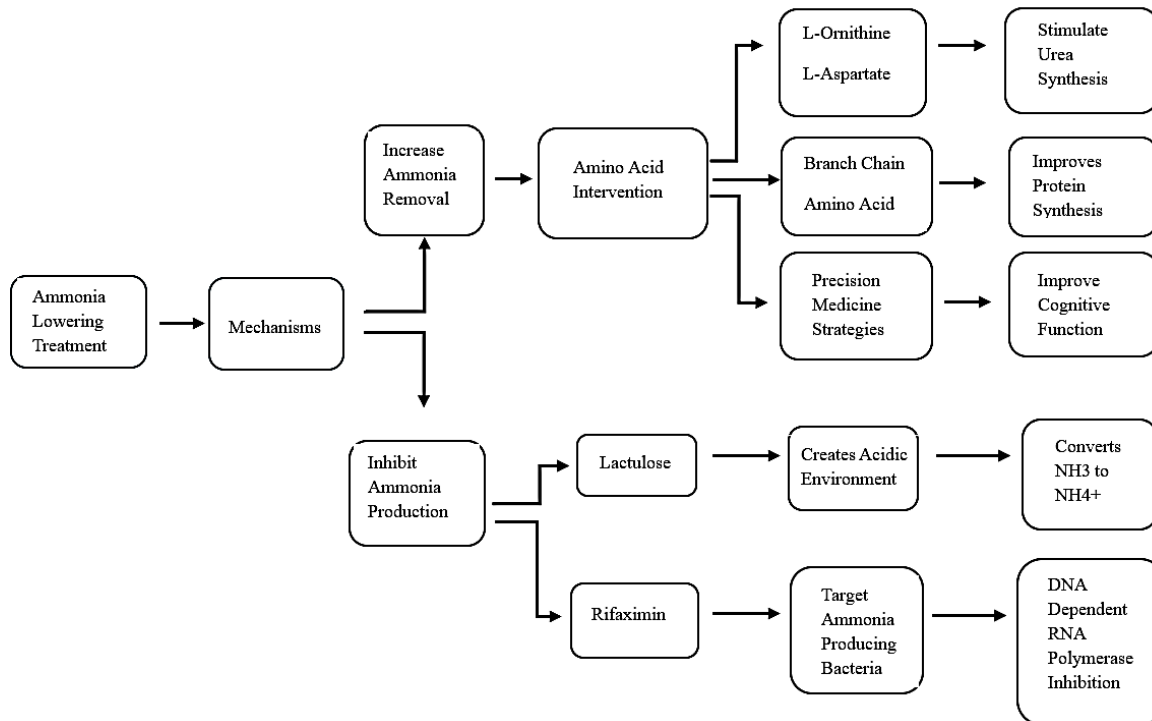 L-Ornithine
L-Aspartate
Stimulate
Urea
Synthesis
Increase
Ammonia
Removal
Amino Acid
Intervention
Branch Chain
Amino Acid
Improves
Protein
Synthesis
Precision
Medicine
Strategies
Improve
Cognitive
Function
Ammonia
Lowering
Treatment
Mechanisms
Inhibit
Ammonia
Production
Lactulose
Creates Acidic
Environment
Converts
NH3 to
NH4+
Rifaximin
Target
Ammonia
Producing
Bacteria
DNA
Dependent
RNA
Polymerase
Inhibition